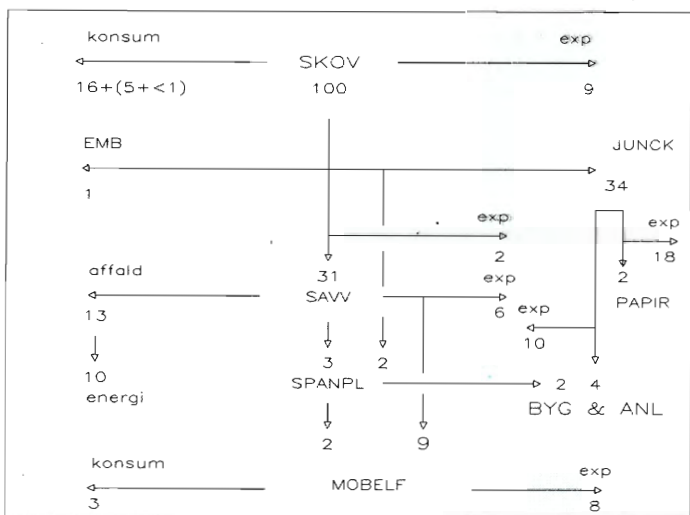 konsum SKOV exp
16+(5+<1) 100 9
EMB JUNCK
1 34
exp exp
2 18
31 2
affald SAVV exp PAPIR
13 6 exp
10
3 2
10 SPANPL 2 4
energi BYG & ANL
2 9
konsum MOBELF exp
3 8